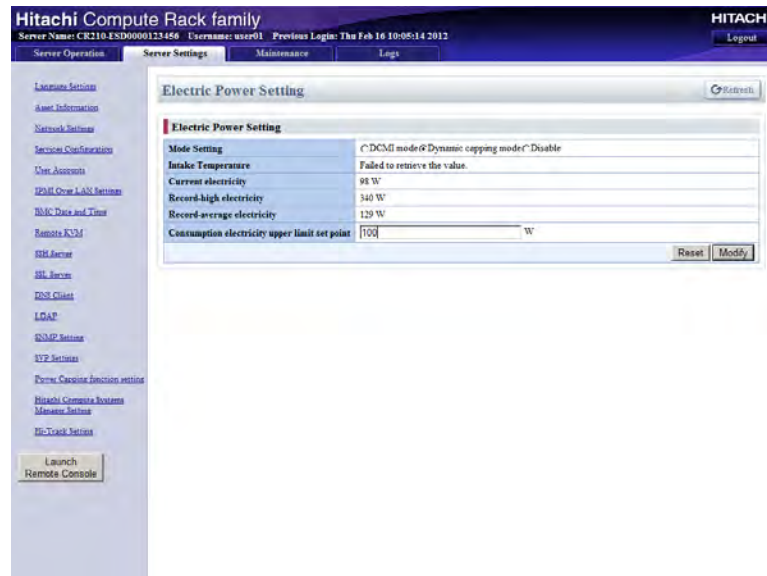 Hitachi Compute Rack family
HITACH
Server Name: CR210-ESD0000123456 Username: user01 Previous Login: Thu Feb 16 10:05:14 2012
Logout
Server Operation Server Settings Maintenance Logs
Language Settings
Electric Power Setting
Refresh
Asset Information
Network Settings
Electric Power Setting
Services Configuration
Mode Setting DCMI mode Dynamic capping mode Disable
Intake Temperature Failed to retrieve the value.
User Accounts
Current electricity 98 W
IPMI Over LAN Settings
Record-high electricity 340 W
BMC Date and Time
Record-average electricity 129 W
Remote KVM
Consumption electricity upper limit set point 100 W
Reset Modify
SSH Server
SSL Server
DNS Client
LDAP
SNMP Setting
SVP Settings
Power Capping function setting
Hitachi Compute Systems
Manager Setting
Hi-Track Setting
Launch
Remote Console